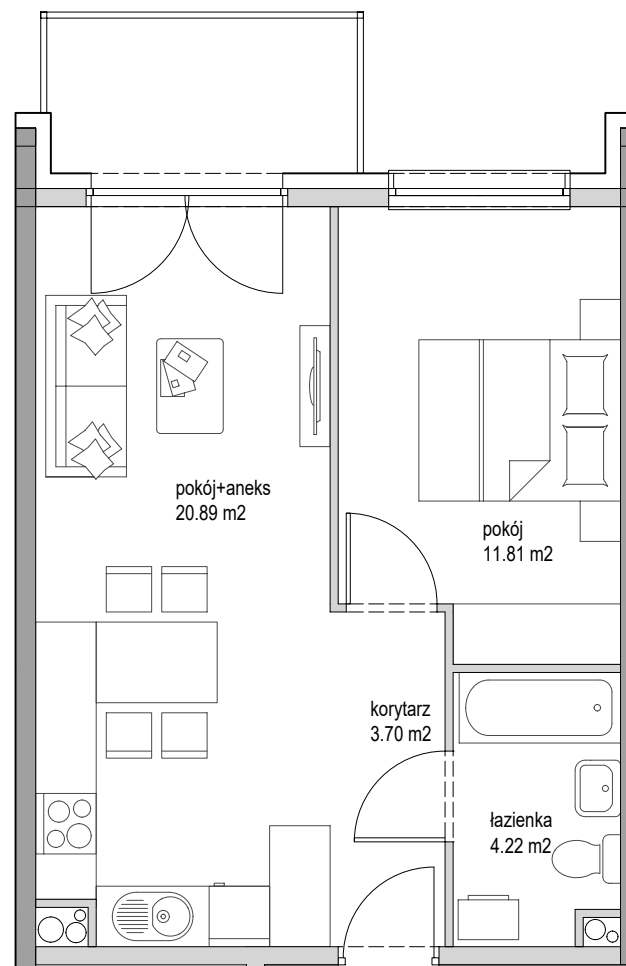 pokój+aneks
20.89 m2
pokój
11.81 m2
korytarz
3.70 m2
łazienka
4.22 m2